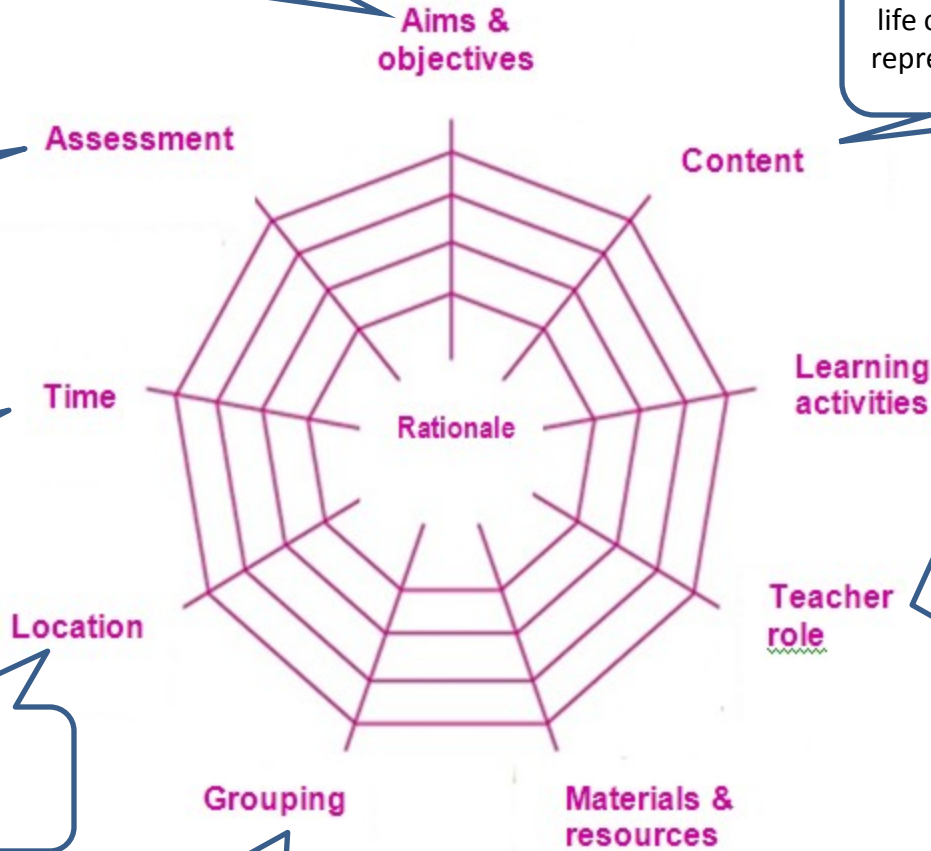 Aims &
objectives
life
repre
Assessment
Content
Learning
activities
Time
Rationale
Teacher
role
Location
Grouping
Materials &
resources